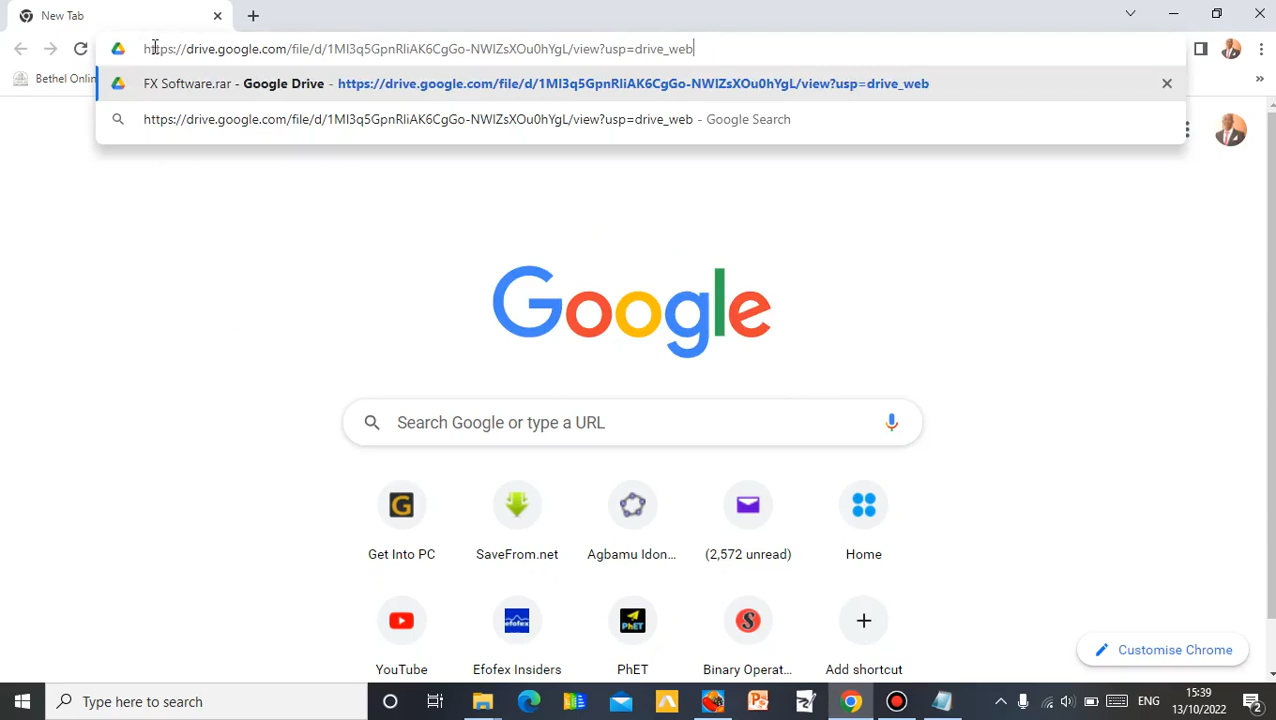 New Tab
https://drive.google.com/file/d/1MI3q5GpnRIiAK6CgGo-NWIZsXOu0hYgL/view?usp=drive_web
Bethel Onlin
»
FX Software.rar - Google Drive - https://drive.google.com/file/d/1MI3q5GpnRIiAK6CgGo-NWIZsXOu0hYgL/view?usp=drive_web
https://drive.google.com/file/d/1MI3q5GpnRIiAK6CgGo-NWIZsXOu0hYgL/view?usp=drive_web - Google Search
Google
Search Google or type a URL
Get Into PC
SaveFrom.net
Agbamu Idon...
(2,572 unread)
Home
YouTube
efofex
Efofex Insiders
PhET
PhET
Binary Operat...
Add shortcut
Customise Chrome
Type here to search
ENG
15:39
13/10/2022
2